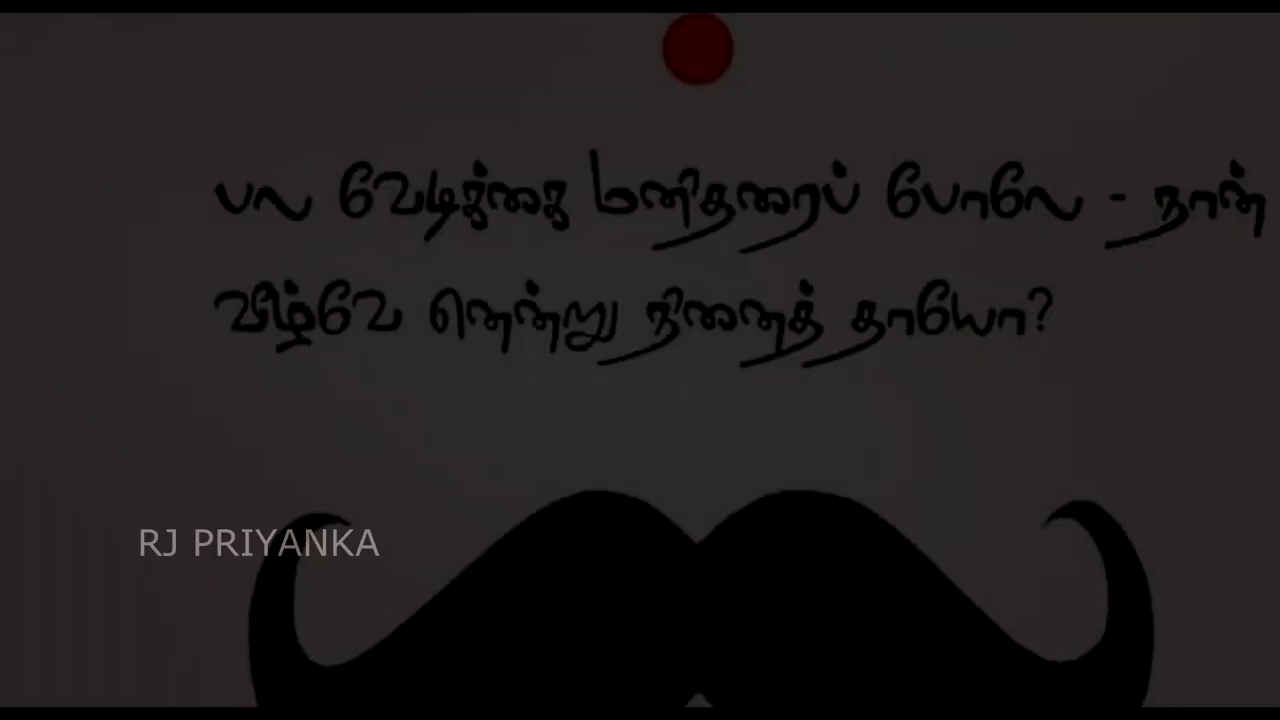 பல வேடிக்கை மனிதரைப் போலே - நான்
வீழ்வே னென்று நினைத் தாயோ?
RJ PRIYANKA